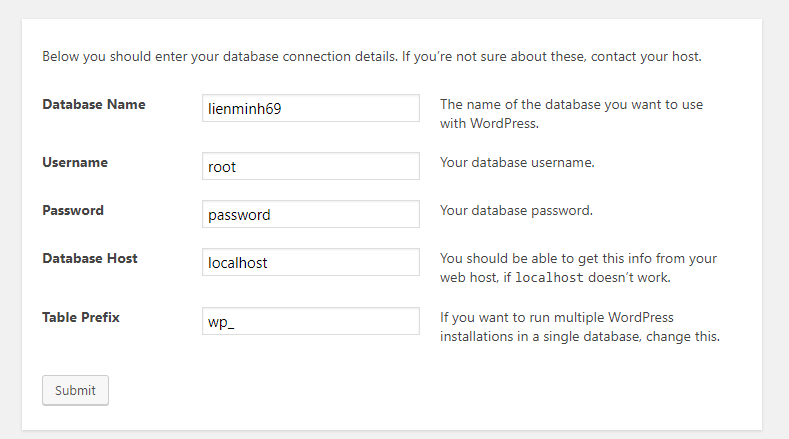 Below you should enter your database connection details. If you’re not sure about these, contact your host.
Database Name
lienminh69
The name of the database you want to use
with WordPress.
Username
root
Your database username.
Password
password
Your database password.
Database Host
localhost
You should be able to get this info from your
web host, if localhost doesn’t work.
Table Prefix
wp_
If you want to run multiple WordPress
installations in a single database, change this.
Submit